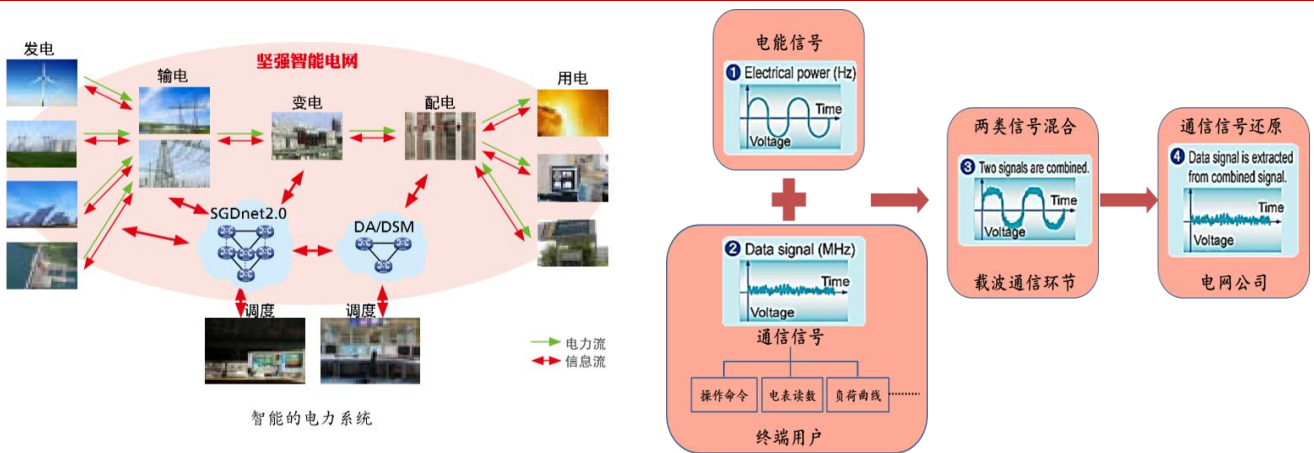 坚强智能电网
发电
输电
变电
配电
用电
SGDnet2.0
DA/DSM
调度
调度
电力流
信息流
智能的电力系统
电能信号
1 Electrical power (Hz)
Time
Voltage
2 Data signal (MHz)
Time
Voltage
通信信号
操作命令
电表读数
负荷曲线
终端用户
两类信号混合
3 Two signals are combined.
Time
Voltage
载波通信环节
通信信号还原
4 Data signal is extracted
from combined signal.
Time
Voltage
电网公司